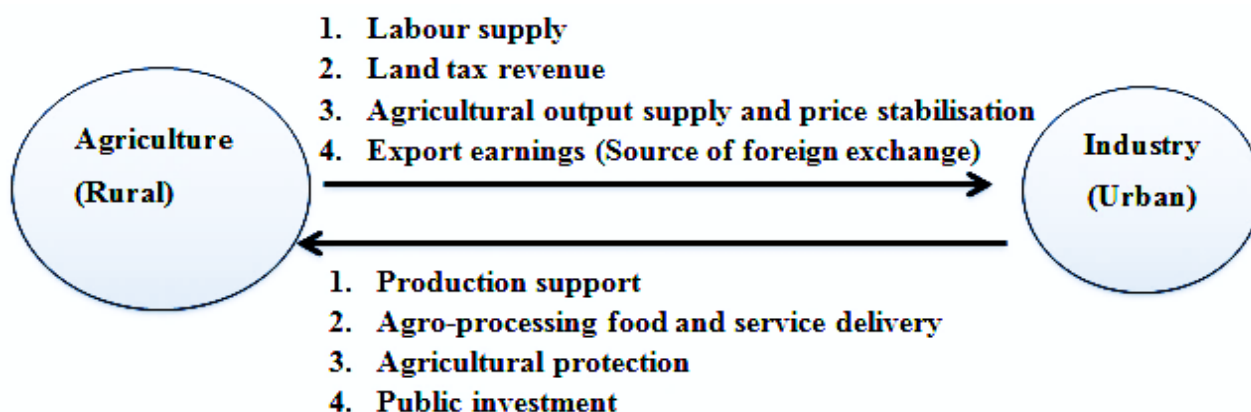 1. Labour supply
2. Land tax revenue
3. Agricultural output supply and price stabilisation
4. Export earnings (Source of foreign exchange)
Agriculture
(Rural)
Industry
(Urban)
1. Production support
2. Agro-processing food and service delivery
3. Agricultural protection
4. Public investment